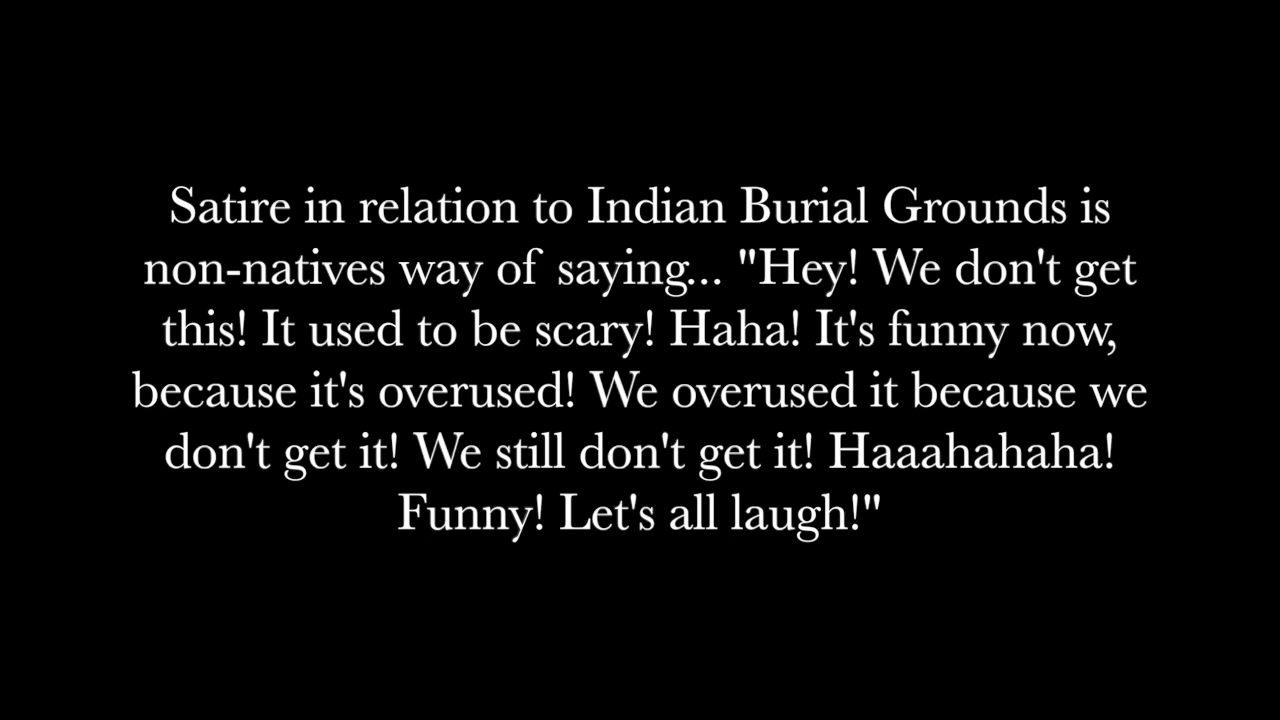 Satire in relation to Indian Burial Grounds is
non-natives way of saying... "Hey! We don't get
this! It used to be scary! Haha! It's funny now,
because it's overused! We overused it because we
don't get it! We still don't get it! Haaahahaha!
Funny! Let's all laugh!"